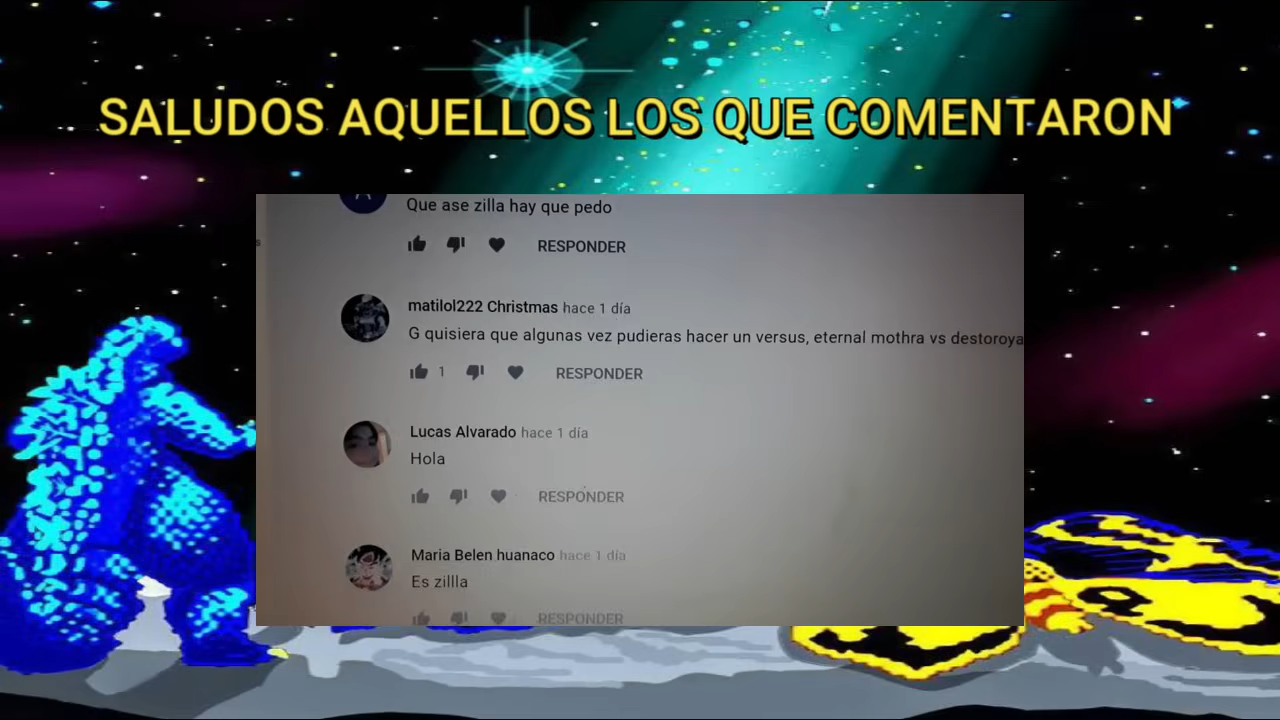 SALUDOS AQUELLOS LOS QUE COMENTARON
Que ase zilla hay que pedo
RESPONDER
matilol222 Christmas hace 1 día
G quisiera que algunas vez pudieras hacer un versus, eternal mothra vs destoroya
1 RESPONDER
Lucas Alvarado hace 1 día
Hola
RESPONDER
Maria Belen huanaco hace 1 día
Es zillla
RESPONDER